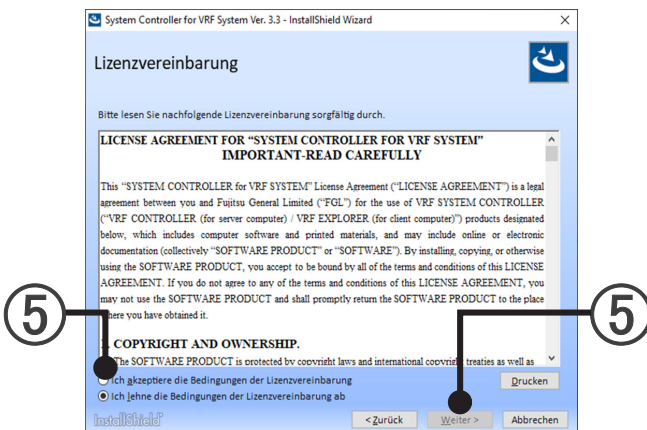 System Controller for VRF System Ver. 3.3 - InstallShield Wizard
Lizenzvereinbarung
Bitte lesen Sie nachfolgende Lizenzvereinbarung sorgfältig durch.
LICENSE AGREEMENT FOR “SYSTEM CONTROLLER FOR VRF SYSTEM”
IMPORTANT-READ CAREFULLY
This “SYSTEM CONTROLLER for VRF SYSTEM” License Agreement (“LICENSE AGREEMENT”) is a legal
agreement between you and Fujitsu General Limited (“FGL”) for the use of VRF SYSTEM CONTROLLER
(“VRF CONTROLLER (for server computer) / VRF EXPLORER (for client computer)”) products designated
below, which includes computer software and printed materials, and may include online or electronic
documentation (collectively “SOFTWARE PRODUCT” or “SOFTWARE”). By installing, copying, or otherwise
using the SOFTWARE PRODUCT, you accept to be bound by all of the terms and conditions of this LICENSE
AGREEMENT. If you do not agree to any of the terms and conditions of this LICENSE AGREEMENT, you
may not use the SOFTWARE PRODUCT and shall promptly return the SOFTWARE PRODUCT to the place
where you have obtained it.
5
5
COPYRIGHT AND OWNERSHIP.
The SOFTWARE PRODUCT is protected by copyright laws and international copyright treaties as well as
Ich akzeptiere die Bedingungen der Lizenzvereinbarung
Drucken
Ich lehne die Bedingungen der Lizenzvereinbarung ab
InstallShield
< Zurück
Weiter >
Abbrechen